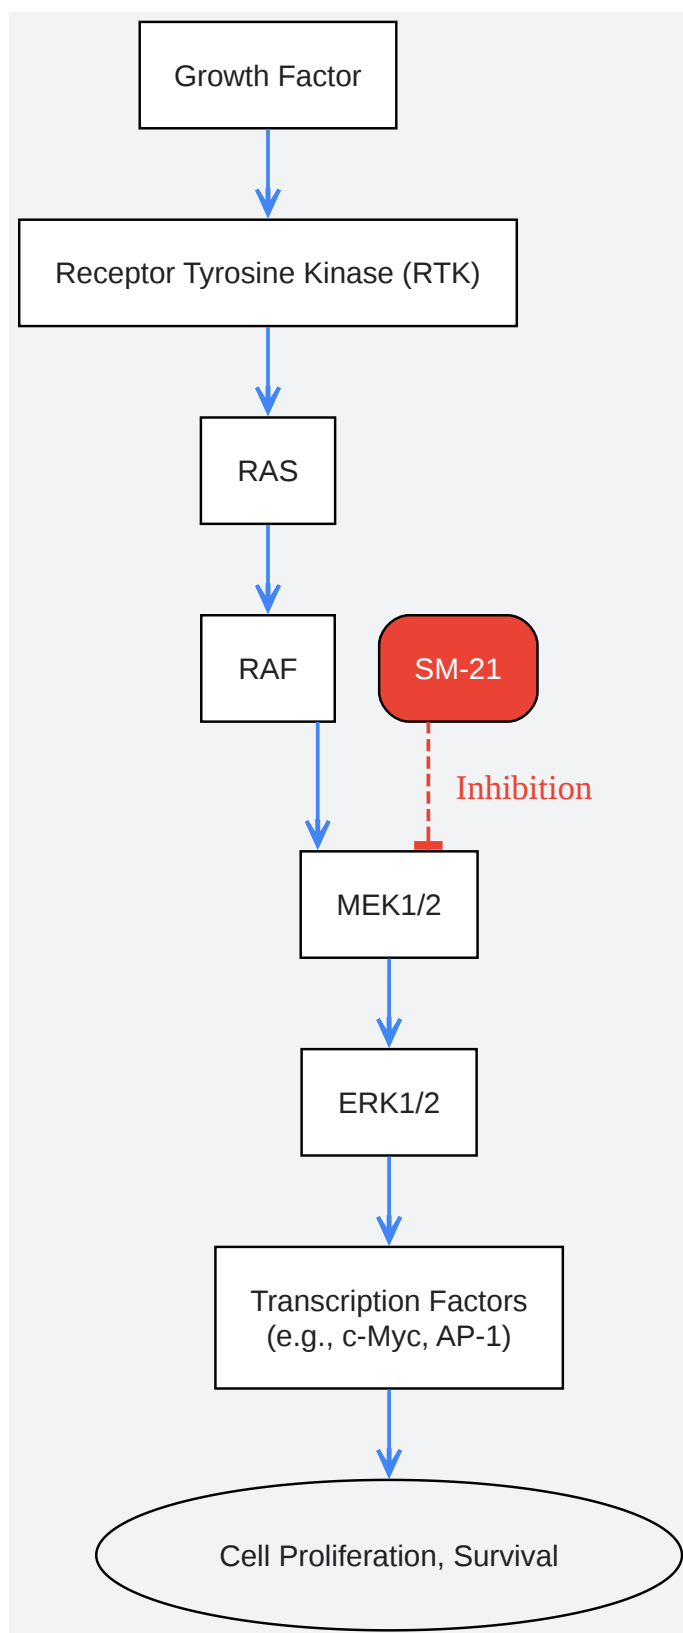 Growth Factor
Receptor Tyrosine Kinase (RTK)
RAS
RAF
SM-21
Inhibition
MEK1/2
ERK1/2
Transcription Factors
(e.g., c-Myc, AP-1)
Cell Proliferation, Survival